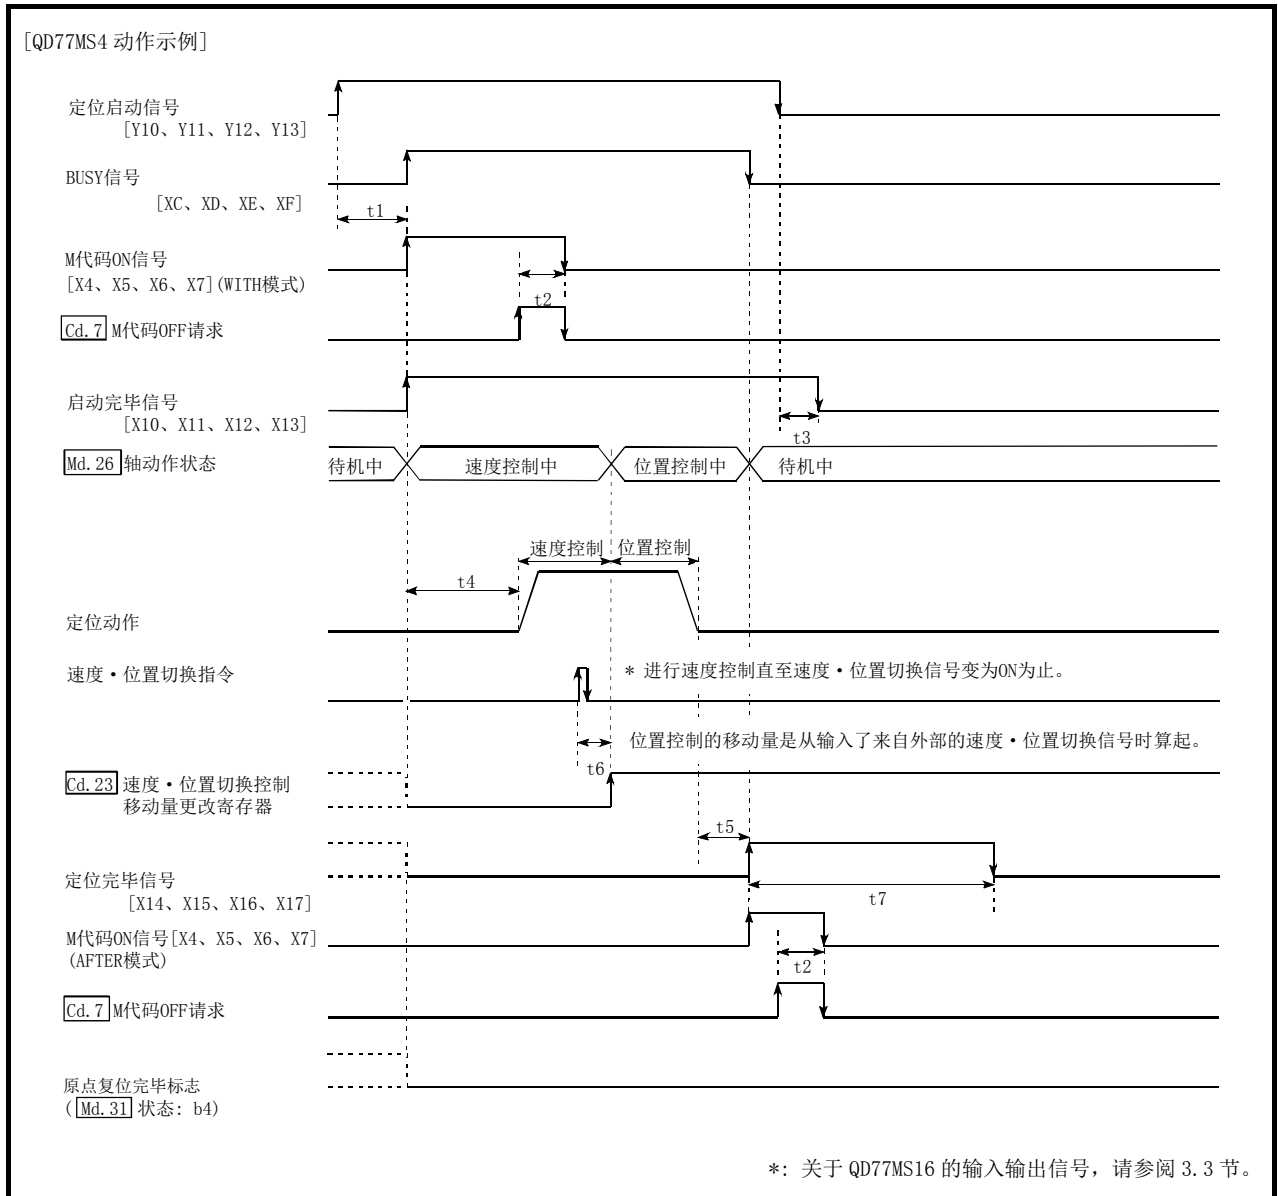 [QD77MS4 动作示例]
定位启动信号
[Y10、Y11、Y12、Y13]
BUSY信号
[XC、XD、XE、XF]
t1
M代码ON信号
[X4、X5、X6、X7](WITH模式)
t2
Cd.7 M代码OFF请求
启动完毕信号
[X10、X11、X12、X13]
t3
Md.26 轴动作状态
待机中 速度控制中 位置控制中 待机中
速度控制 位置控制
t4
定位动作
速度・位置切换指令
* 进行速度控制直至速度・位置切换信号变为ON为止。
位置控制的移动量是从输入了来自外部的速度・位置切换信号时算起。
t6
Cd.23 速度・位置切换控制
移动量更改寄存器
t5
定位完毕信号
[X14、X15、X16、X17]
t7
M代码ON信号[X4、X5、X6、X7]
(AFTER模式)
t2
Cd.7 M代码OFF请求
原点复位完毕标志
( Md.31 状态: b4)
*: 关于 QD77MS16 的输入输出信号，请参阅 3.3 节。